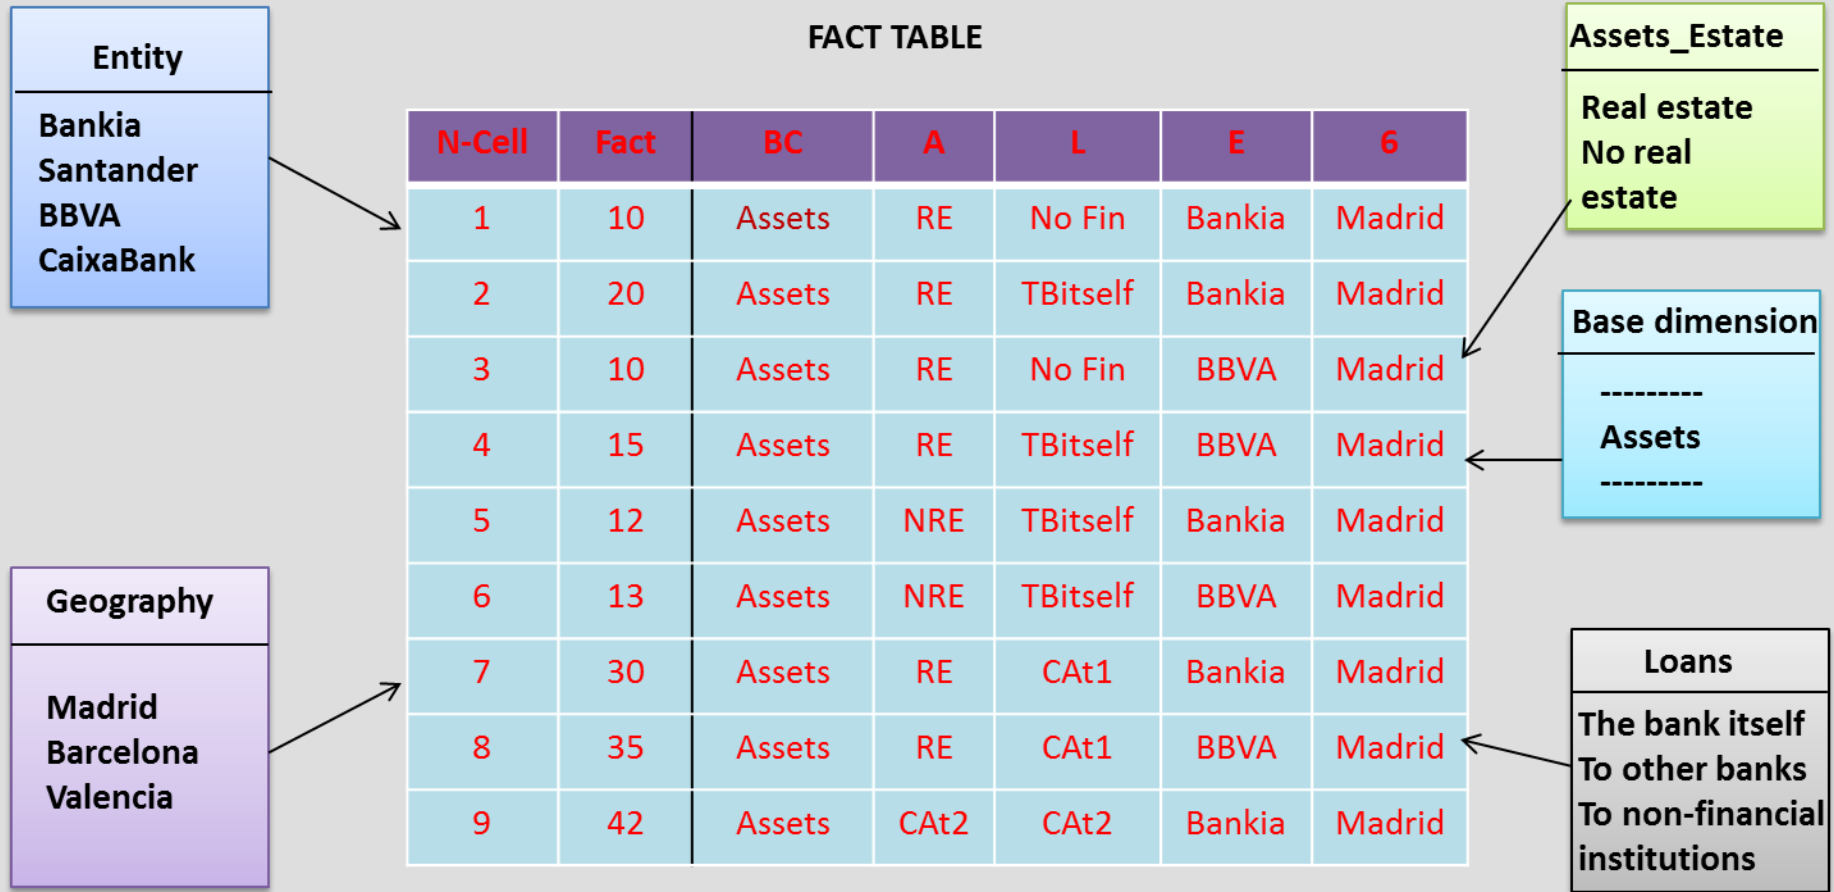 FACT TABLE
Entity
Bankia
Santander
BBVA
CaixaBank
Geography
Madrid
Barcelona
Valencia
N-Cell Fact BC A L E 6
1 10 Assets RE No Fin Bankia Madrid
2 20 Assets RE TBitself Bankia Madrid
3 10 Assets RE No Fin BBVA Madrid
4 15 Assets RE TBitself BBVA Madrid
5 12 Assets NRE TBitself Bankia Madrid
6 13 Assets NRE TBitself BBVA Madrid
7 30 Assets RE CAt1 Bankia Madrid
8 35 Assets RE CAt1 BBVA Madrid
9 42 Assets CAt2 CAt2 Bankia Madrid
Assets_Estate
Real estate
No real
estate
Base dimension
---------
Assets
---------
Loans
The bank itself
To other banks
To non-financial
institutions